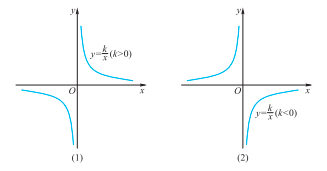 y
y=k/x(k>0)
O
x
(1)
y
O
x
y=k/x(k<0)
(2)